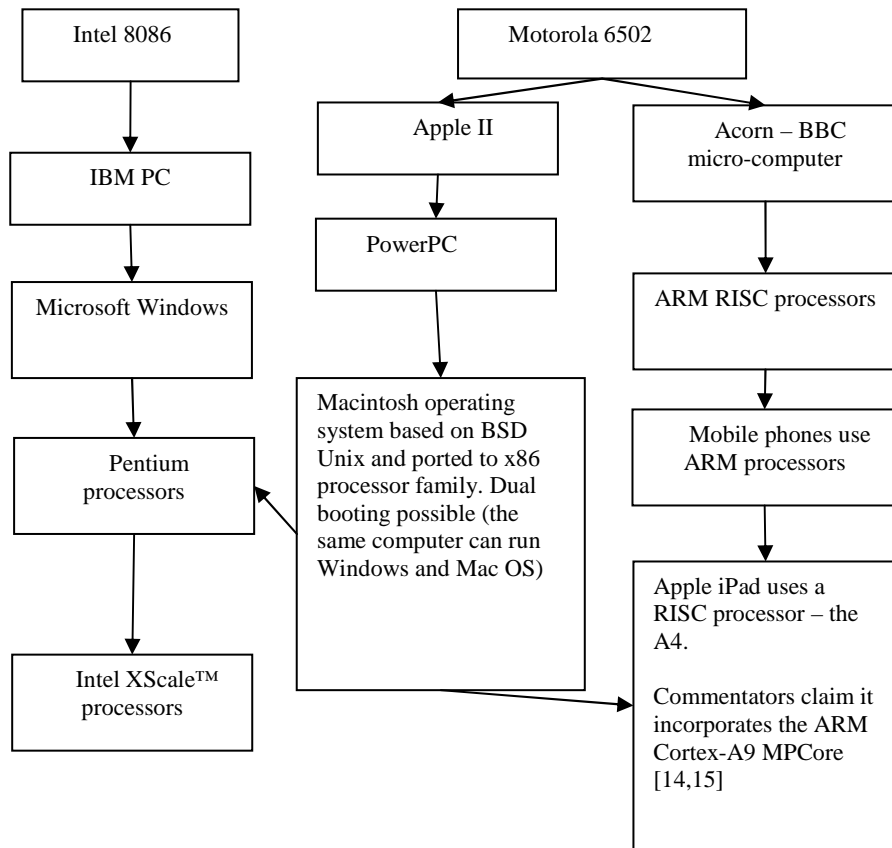 Intel 8086
Motorola 6502
Apple II
Acorn – BBC
micro-computer
IBM PC
PowerPC
Microsoft Windows
ARM RISC processors
Macintosh operating
system based on BSD
Unix and ported to x86
processor family. Dual
booting possible (the
same computer can run
Windows and Mac OS)
Mobile phones use
ARM processors
Pentium
processors
Apple iPad uses a
RISC processor – the
A4.
Commentators claim it
incorporates the ARM
Cortex-A9 MPCore
[14,15]
Intel XScale™
processors